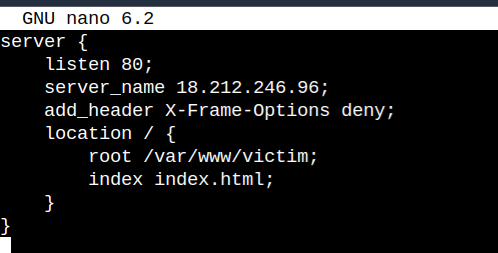 GNU nano 6.2
server {
    listen 80;
    server_name 18.212.246.96;
    add_header X-Frame-Options deny;
    location / {
        root /var/www/victim;
        index index.html;
    }
}